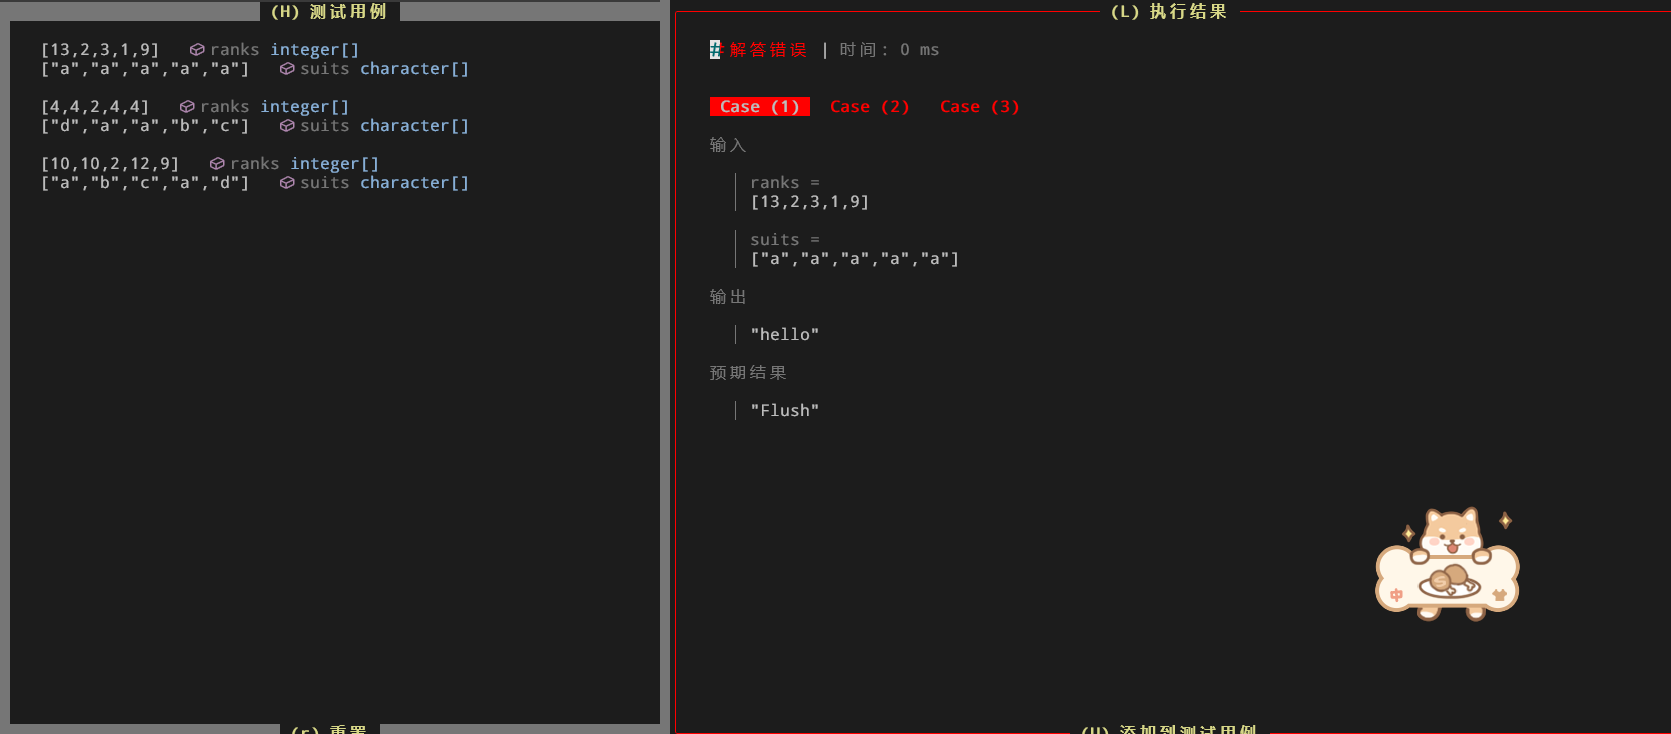 (H) 测试用例
[13,2,3,1,9] ranks integer[]
["a","a","a","a","a"] suits character[]
[4,4,2,4,4] ranks integer[]
["d","a","a","b","c"] suits character[]
[10,10,2,12,9] ranks integer[]
["a","b","c","a","d"] suits character[]
(r) 重置
(L) 执行结果
#解答错误 | 时间: 0 ms
Case (1) Case (2) Case (3)
输入
ranks =
[13,2,3,1,9]
suits =
["a","a","a","a","a"]
输出
"hello"
预期结果
"Flush"
中
(U) 添加到测试用例